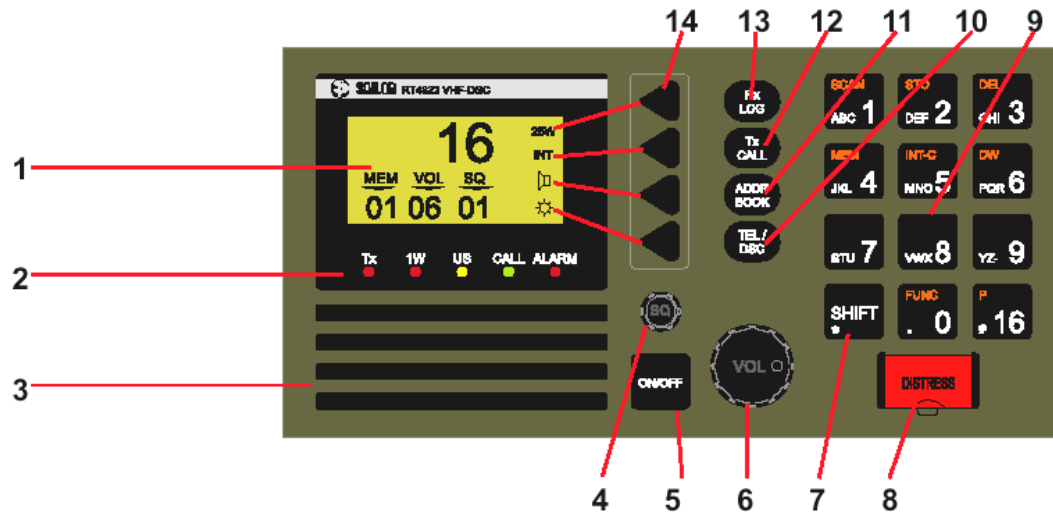 14
13
12
11
10
9
SAILOR RT4822 VHF-DSC
16
25W
INT
MEM VOL SQ
01 06 01
Tx 1W US CALL ALARM
Rx LOG
Tx CALL
ADDR BOOK
TEL / DSC
SCAN
ABC 1
STO
DEF 2
DEL
GHI 3
MEM
JKL 4
INT-C
MNO 5
DW
PQR 6
STU 7
VWX 8
YZ- 9
SHIFT
*
FUNC
. 0
P
16
SQ
ON/OFF
VOL
DISTRESS
1
2
3
4
5
6
7
8